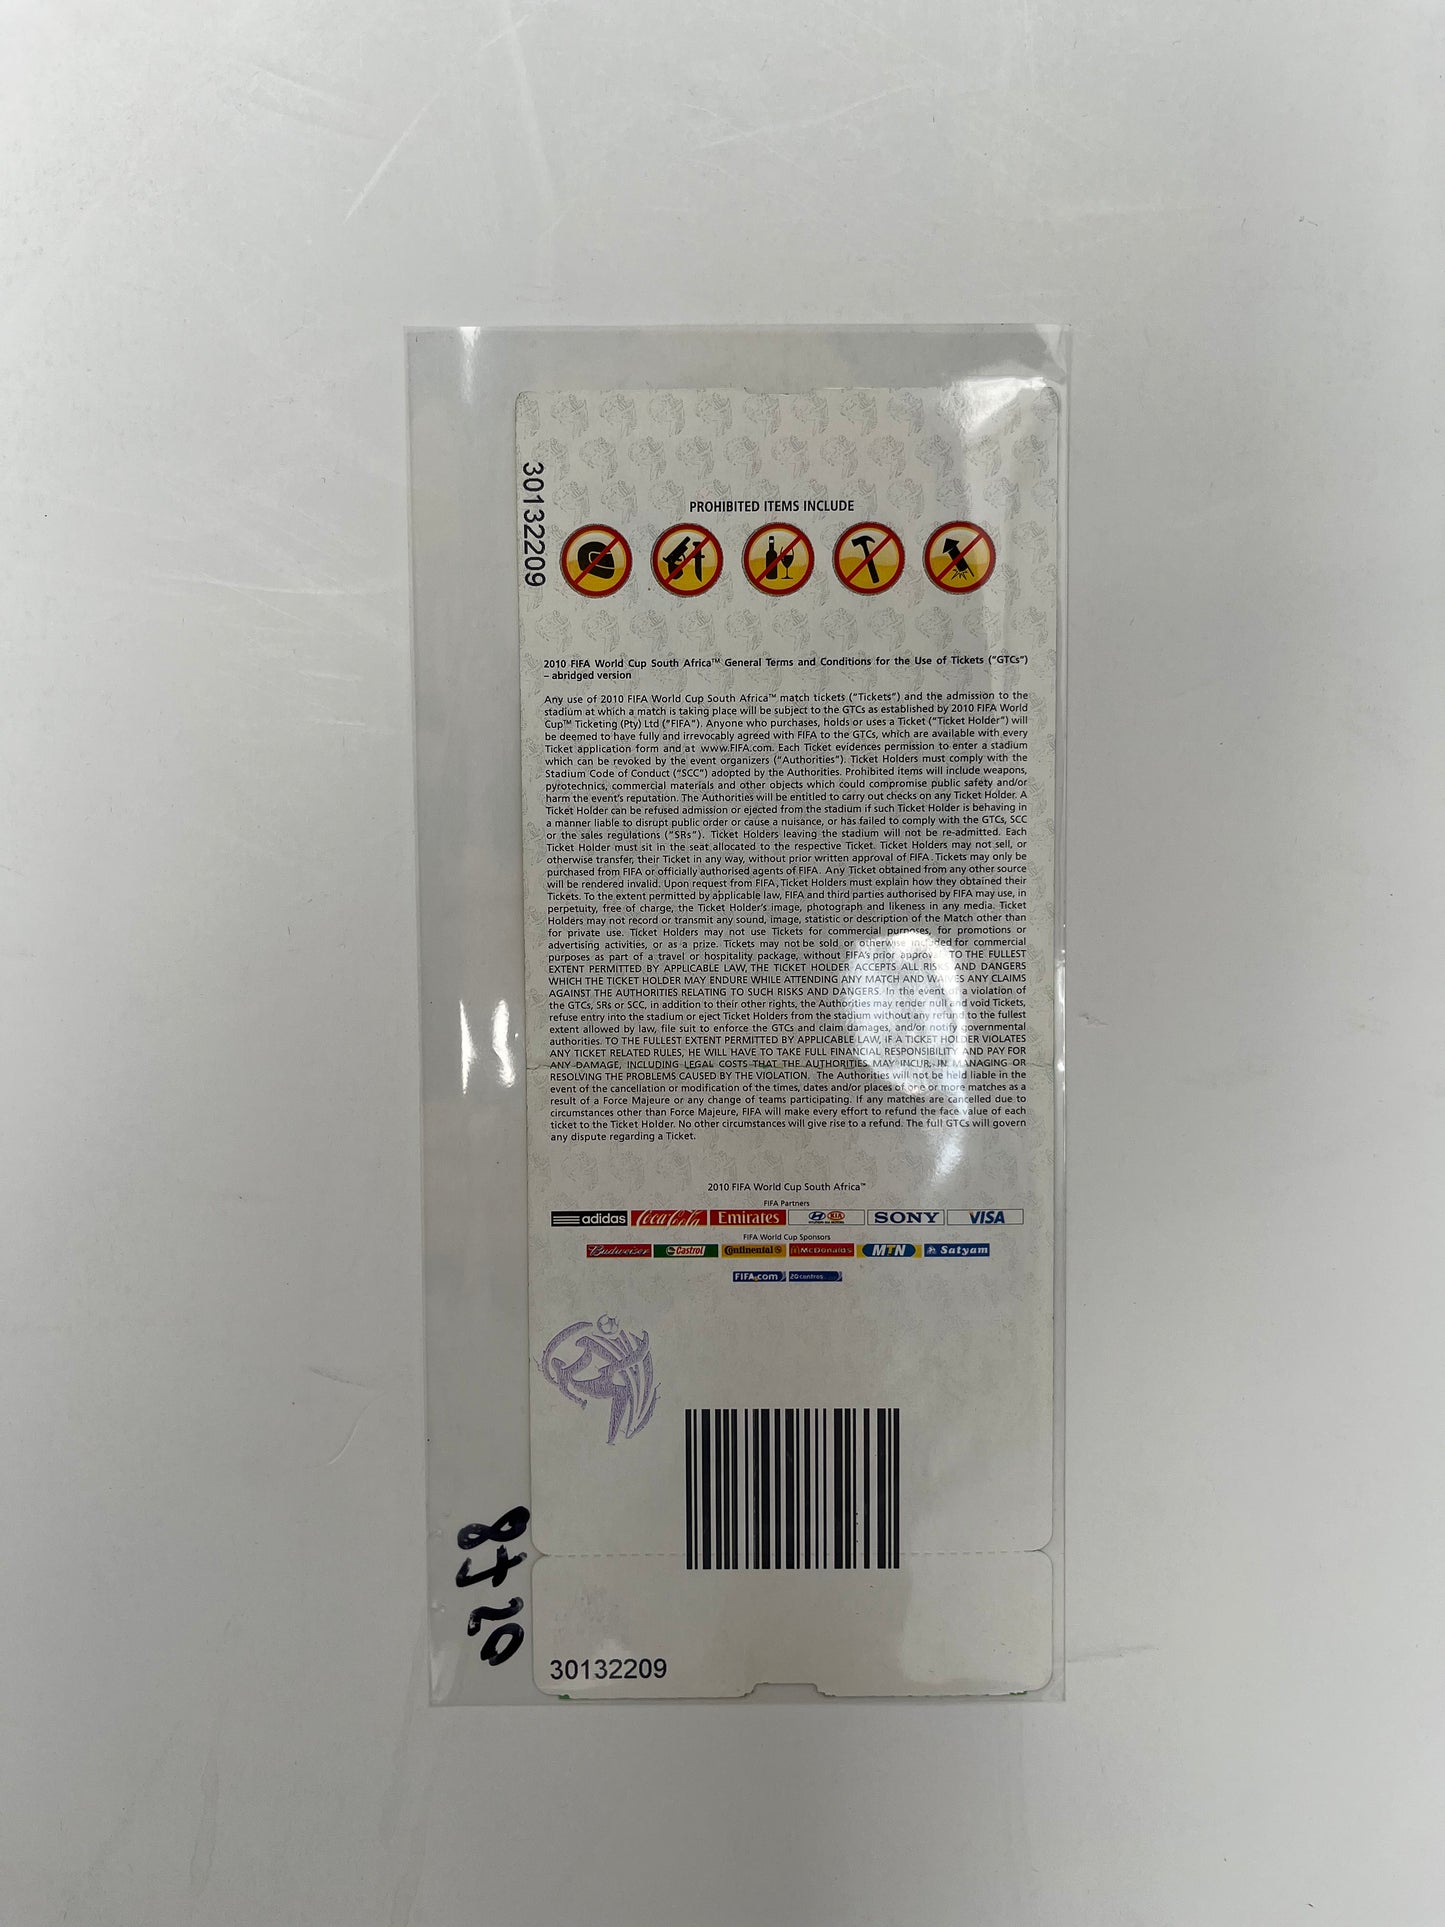 30132209
PROHIBITED ITEMS INCLUDE
2010 FIFA World Cup South Africa™ General Terms and Conditions for the Use of Tickets ("GTCs")
– abridged version
Any use of 2010 FIFA World Cup South Africa™ match tickets ("Tickets") and the admission to the
stadium at which a match is taking place will be subject to the GTCs as established by 2010 FIFA World
Cup™ Ticketing (Pty) Ltd ("FIFA"). Anyone who purchases, holds or uses a Ticket ("Ticket Holder") will
be deemed to have fully and irrevocably agreed with FIFA to the GTCs, which are available with every
Ticket application form and at www.FIFA.com. Each Ticket evidences permission to enter a stadium
which can be revoked by the event organizers ("Authorities"). Ticket Holders must comply with the
Stadium Code of Conduct ("SCC") adopted by the Authorities. Prohibited items will include weapons,
pyrotechnics, commercial materials and other objects which could compromise public safety and/or
harm the event's reputation. The Authorities will be entitled to carry out checks on any Ticket Holder. A
Ticket Holder can be refused admission or ejected from the stadium if such Ticket Holder is behaving in
a manner liable to disrupt public order or cause a nuisance, or has failed to comply with the GTCs, SCC
or the sales regulations ("SRs"). Ticket Holders leaving the stadium will not be re-admitted. Each
Ticket Holder must sit in the seat allocated to the respective Ticket. Ticket Holders may not sell, or
otherwise transfer, their Ticket in any way, without prior written approval of FIFA. Tickets may only be
purchased from FIFA or officially authorised agents of FIFA. Any Ticket obtained from any other source
will be rendered invalid. Upon request from FIFA, Ticket Holders must explain how they obtained their
Tickets. To the extent permitted by applicable law, FIFA and third parties authorised by FIFA may use, in
perpetuity, free of charge, the Ticket Holder's image, photograph and likeness in any media. Ticket
Holders may not record or transmit any sound, image, statistic or description of the Match other than
for private use. Ticket Holders may not use Tickets for commercial purposes, for promotions or
advertising activities, or as a prize. Tickets may not be sold or otherwise included for commercial
purposes as part of a travel or hospitality package, without FIFA's prior approval. TO THE FULLEST
EXTENT PERMITTED BY APPLICABLE LAW, THE TICKET HOLDER ACCEPTS ALL RISKS AND DANGERS
WHICH THE TICKET HOLDER MAY ENDURE WHILE ATTENDING ANY MATCH AND WAIVES ANY CLAIMS
AGAINST THE AUTHORITIES RELATING TO SUCH RISKS AND DANGERS. In the event of a violation of
the GTCs, SRs or SCC, in addition to their other rights, the Authorities may render null and void Tickets,
refuse entry into the stadium or eject Ticket Holders from the stadium without any refund to the fullest
extent allowed by law, file suit to enforce the GTCs and claim damages, and/or notify governmental
authorities. TO THE FULLEST EXTENT PERMITTED BY APPLICABLE LAW, IF A TICKET HOLDER VIOLATES
ANY TICKET RELATED RULES, HE WILL HAVE TO TAKE FULL FINANCIAL RESPONSIBILITY AND PAY FOR
ANY DAMAGE, INCLUDING LEGAL COSTS THAT THE AUTHORITIES MAY INCUR, IN MANAGING OR
RESOLVING THE PROBLEMS CAUSED BY THE VIOLATION. The Authorities will not be held liable in the
event of the cancellation or modification of the times, dates and/or places of one or more matches as a
result of a Force Majeure or any change of teams participating. If any matches are cancelled due to
circumstances other than Force Majeure, FIFA will make every effort to refund the face value of each
ticket to the Ticket Holder. No other circumstances will give rise to a refund. The full GTCs will govern
any dispute regarding a Ticket.
2010 FIFA World Cup South Africa™
FIFA Partners
adidas Coca-Cola Emirates HYUNDAI KIA MOTORS SONY VISA
FIFA World Cup Sponsors
Budweiser Castrol Continental McDonald's MTN Satyam
FIFA.com 20 centres
30132209